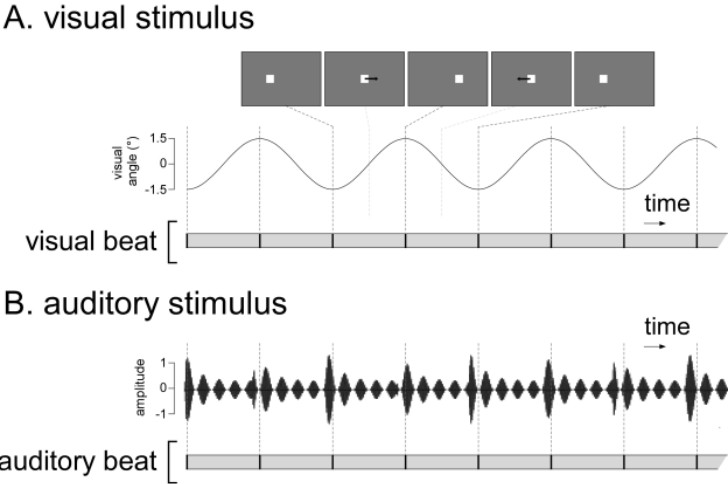 A. visual stimulus
visual
angle (°)
1.5
0
-1.5
time
visual beat
B. auditory stimulus
time
amplitude
1
0
-1
auditory beat